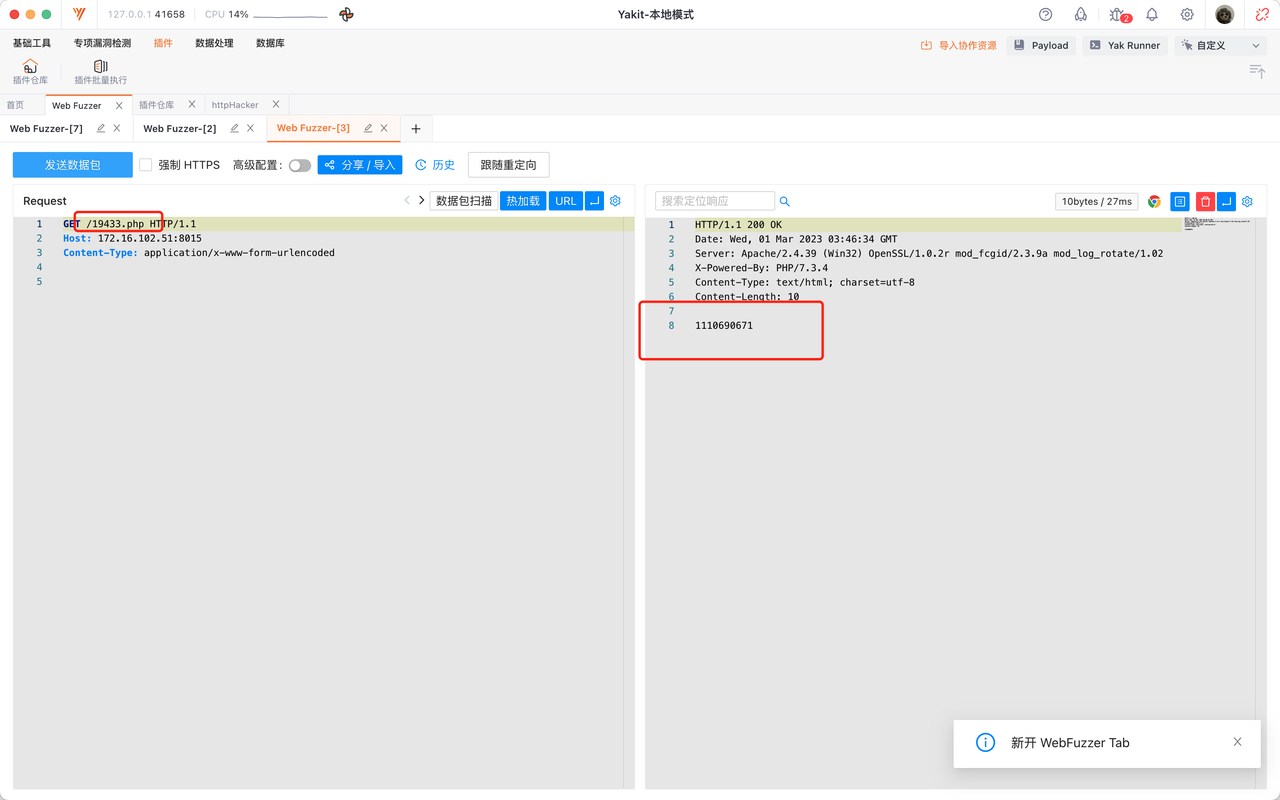 127.0.0.1 41658 CPU 14% Yakit-本地模式 2
基础工具 专项漏洞检测 插件 数据处理 数据库 导入协作资源 Payload Yak Runner 自定义
插件仓库 插件批量执行
首页 Web Fuzzer 插件仓库 httpHacker
Web Fuzzer-[7] Web Fuzzer-[2] Web Fuzzer-[3]
发送数据包 强制 HTTPS 高级配置: 分享 / 导入 历史 跟随重定向
Request 数据包扫描 热加载 URL
1 GET /19433.php HTTP/1.1
2 Host: 172.16.102.51:8015
3 Content-Type: application/x-www-form-urlencoded
4
5
搜索定位响应 10bytes / 27ms
1 HTTP/1.1 200 OK
2 Date: Wed, 01 Mar 2023 03:46:34 GMT
3 Server: Apache/2.4.39 (Win32) OpenSSL/1.0.2r mod_fcgid/2.3.9a mod_log_rotate/1.02
4 X-Powered-By: PHP/7.3.4
5 Content-Type: text/html; charset=utf-8
6 Content-Length: 10
7
8 1110690671
新开 WebFuzzer Tab